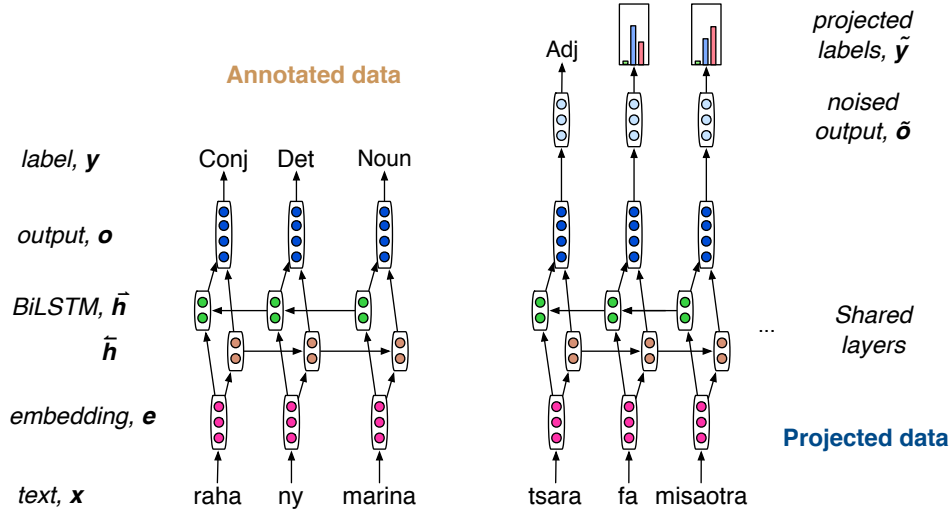 projected
labels, ỹ
Adj
Annotated data
noised
output, õ
label, y
Conj Det Noun
output, o
BiLSTM, h⃗
h⃖
...
Shared
layers
embedding, e
Projected data
text, x
raha ny marina
tsara fa misaotra